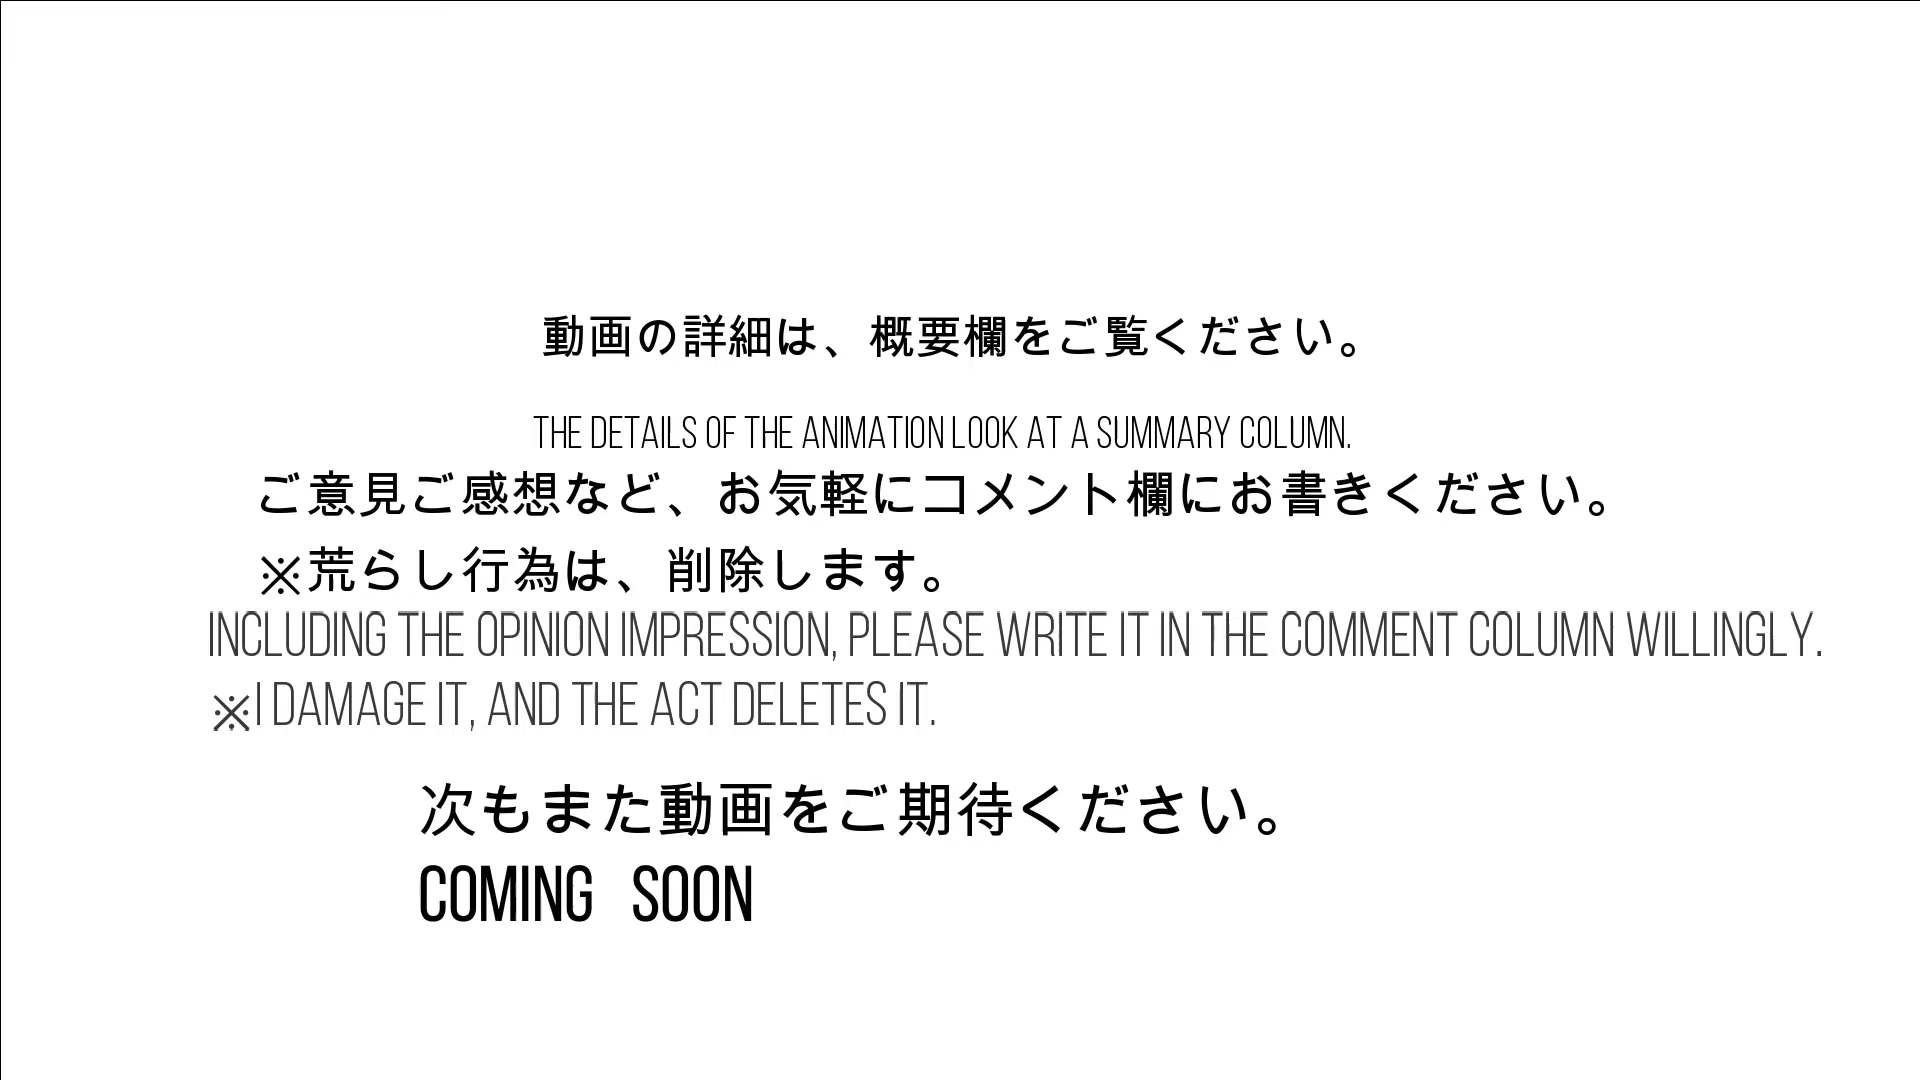 動画の詳細は、概要欄をご覧ください。
THE DETAILS OF THE ANIMATION LOOK AT A SUMMARY COLUMN.
ご意見ご感想など、お気軽にコメント欄にお書きください。
※荒らし行為は、削除します。
INCLUDING THE OPINION IMPRESSION, PLEASE WRITE IT IN THE COMMENT COLUMN WILLINGLY.
※I DAMAGE IT, AND THE ACT DELETES IT.
次もまた動画をご期待ください。
COMING SOON